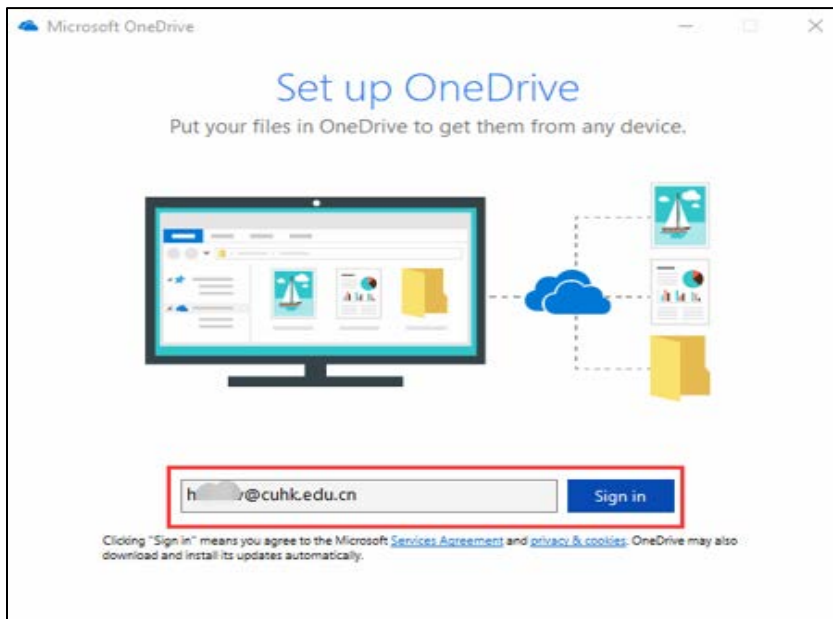 Microsoft OneDrive
Set up OneDrive
Put your files in OneDrive to get them from any device.
@cuhk.edu.cn
Sign in
Clicking "Sign in" means you agree to the Microsoft Services Agreement and privacy & cookies. OneDrive may also
download and install its updates automatically.